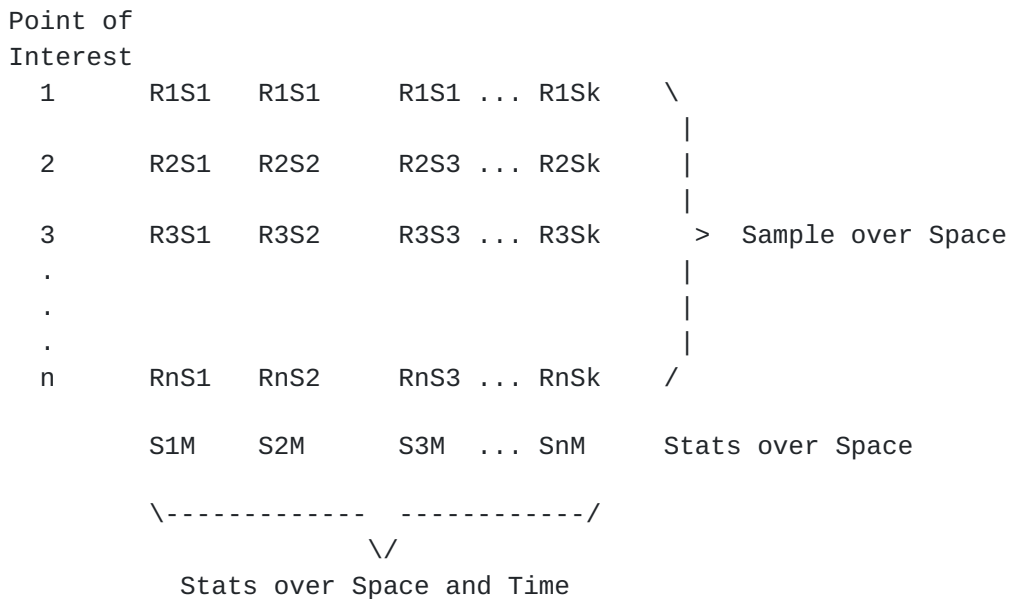 Point of
Interest
1 R1S1 R1S1 R1S1 ... R1Sk \
|
2 R2S1 R2S2 R2S3 ... R2Sk |
|
3 R3S1 R3S2 R3S3 ... R3Sk > Sample over Space
. |
. |
. |
n RnS1 RnS2 RnS3 ... RnSk /
S1M S2M S3M ... SnM Stats over Space
\------------- ------------/
\/
Stats over Space and Time